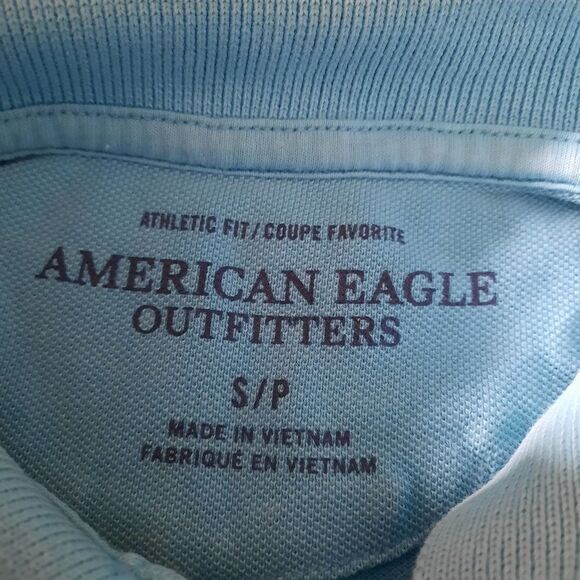 ATHLETIC FIT/COUPE FAVORITE
AMERICAN EAGLE
OUTFITTERS
S/P
MADE IN VIETNAM
FABRIQUÉ EN VIETNAM